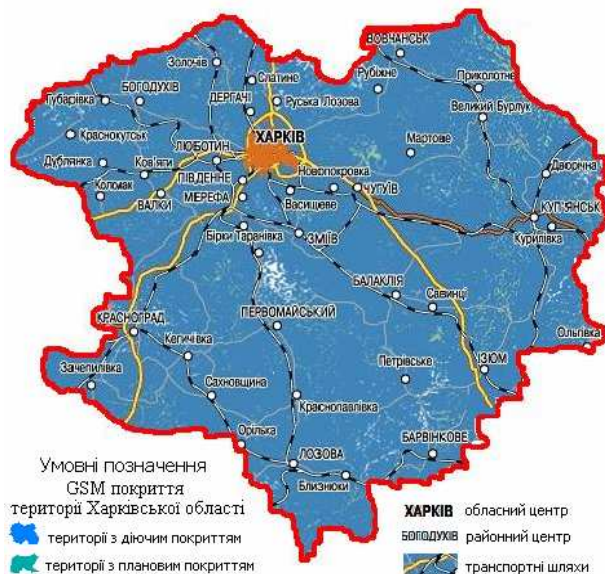 ВОВЧАНСЬК
Золочів
Слатине
Рубіжне
Приколотне
БОГОДУХІВ
Губарівка
ДЕРГАЧІ
Руська Лозова
Великий Бурлук
Краснокутськ
ХАРКІВ
ЛЮБОТИН
Мартове
Дублянка
Ков'яги
Дворічна
Новопокровка
ПІВДЕННЕ
Коломак
ЧУГУЇВ
ВАЛКИ
МЕРЕФА
Васищеве
КУП'ЯНСЬК
Бірки
Таранівка
ЗМІЇВ
Курилівка
БАЛАКЛІЯ
Савинці
КРАСНОГРАД
ПЕРВОМАЙСЬКИЙ
Ольгівка
Кегичівка
Петрівське
ІЗЮМ
Зачепилівка
Сахновщина
Краснопавлівка
Орілька
БАРВІНКОВЕ
ЛОЗОВА
Близнюки
Умовні позначення
GSM покриття
території Харківської області
території з діючим покриттям
території з плановим покриттям
ХАРКІВ обласний центр
БОГОДУХІВ районний центр
транспортні шляхи